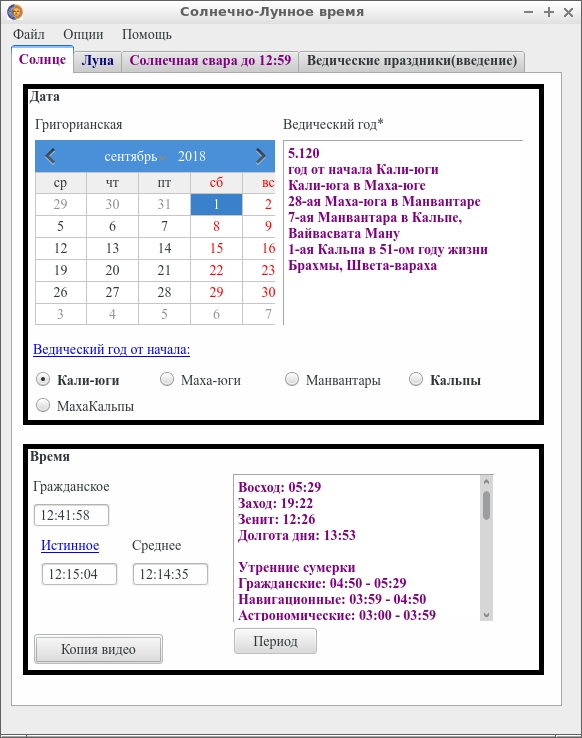 Солнечно-Лунное время
Файл Опции Помощь
Солнце Луна Солнечная свара до 12:59 Ведические праздники(введение)
Дата
Григорианская
сентябрь 2018
ср чт пт сб вс
29 30 31 1 2
5 6 7 8 9
12 13 14 15 16
19 20 21 22 23
26 27 28 29 30
3 4 5 6 7
Ведический год*
5.120
год от начала Кали-юги
Кали-юга в Маха-юге
28-ая Маха-юга в Манвантаре
7-ая Манвантара в Кальпе,
Вайвасвата Ману
1-ая Кальпа в 51-ом году жизни
Брахмы, Швета-вараха
Ведический год от начала:
Кали-юги Маха-юги Манвантары Кальпы
МахаКальпы
Время
Гражданское
12:41:58
Истинное Среднее
12:15:04 12:14:35
Копия видео
Восход: 05:29
Заход: 19:22
Зенит: 12:26
Долгота дня: 13:53
Утренние сумерки
Гражданские: 04:50 - 05:29
Навигационные: 03:59 - 04:50
Астрономические: 03:00 - 03:59
Период